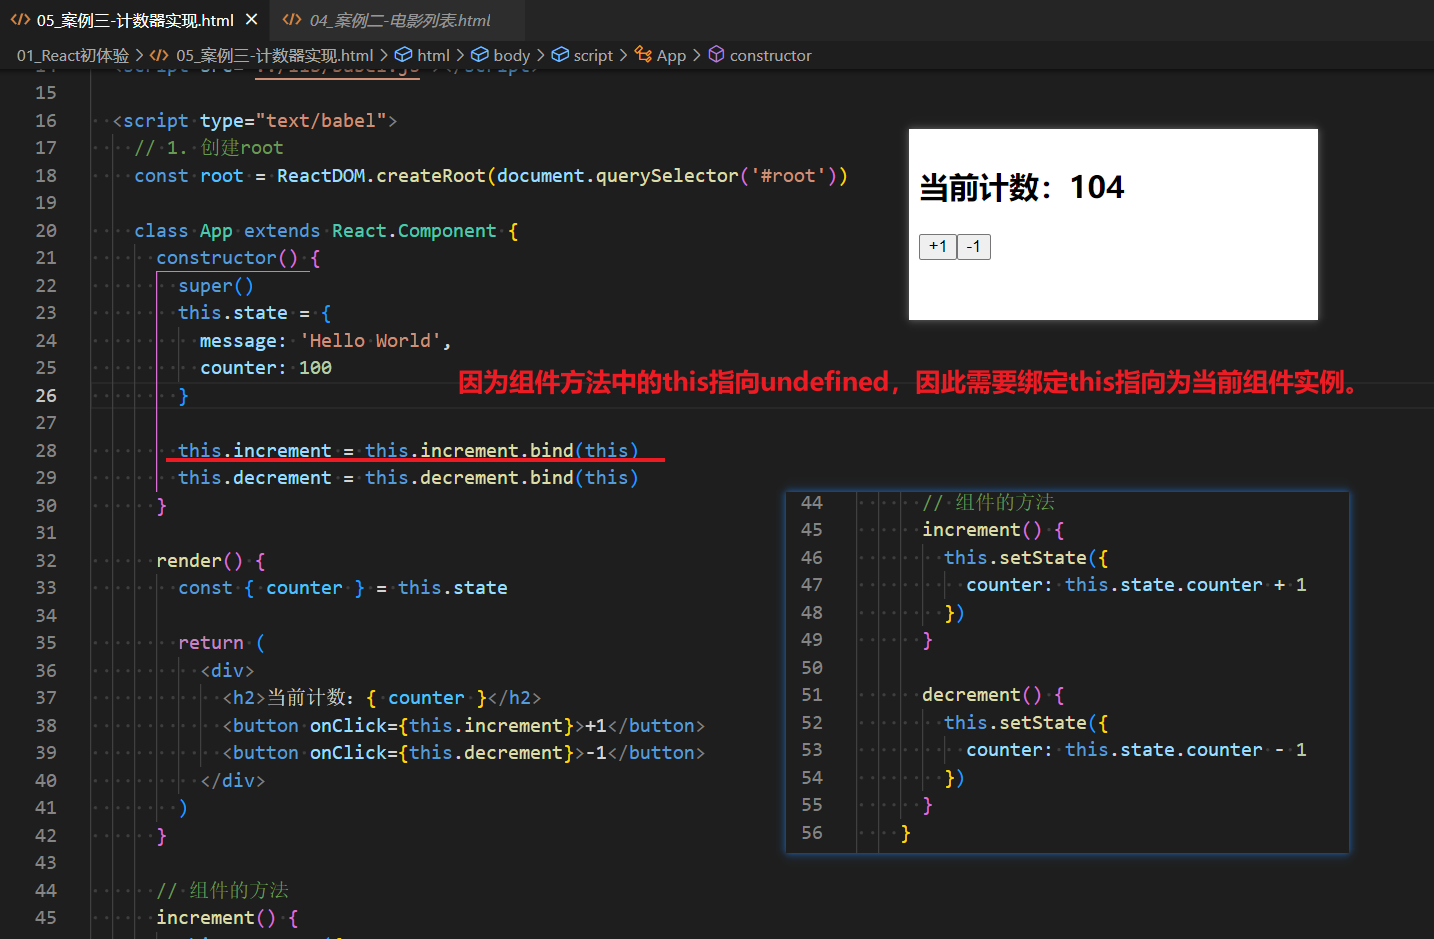 05_案例三-计数器实现.html
04_案例二-电影列表.html
01_React初体验 > 05_案例三-计数器实现.html > html > body > script > App > constructor
15
16 <script type="text/babel">
17 // 1. 创建root
18 const root = ReactDOM.createRoot(document.querySelector('#root'))
19
20 class App extends React.Component {
21 constructor() {
22 super()
23 this.state = {
24 message: 'Hello World',
25 counter: 100
26 }
27
28 this.increment = this.increment.bind(this)
29 this.decrement = this.decrement.bind(this)
30 }
31
32 render() {
33 const { counter } = this.state
34
35 return (
36 <div>
37 <h2>当前计数: { counter }</h2>
38 <button onClick={this.increment}>+1</button>
39 <button onClick={this.decrement}>-1</button>
40 </div>
41 )
42 }
43
44 // 组件的方法
45 increment() {
当前计数：104
+1 -1
因为组件方法中的this指向undefined，因此需要绑定this指向为当前组件实例。
44 // 组件的方法
45 increment() {
46 this.setState({
47 counter: this.state.counter + 1
48 })
49 }
50
51 decrement() {
52 this.setState({
53 counter: this.state.counter - 1
54 })
55 }
56 }